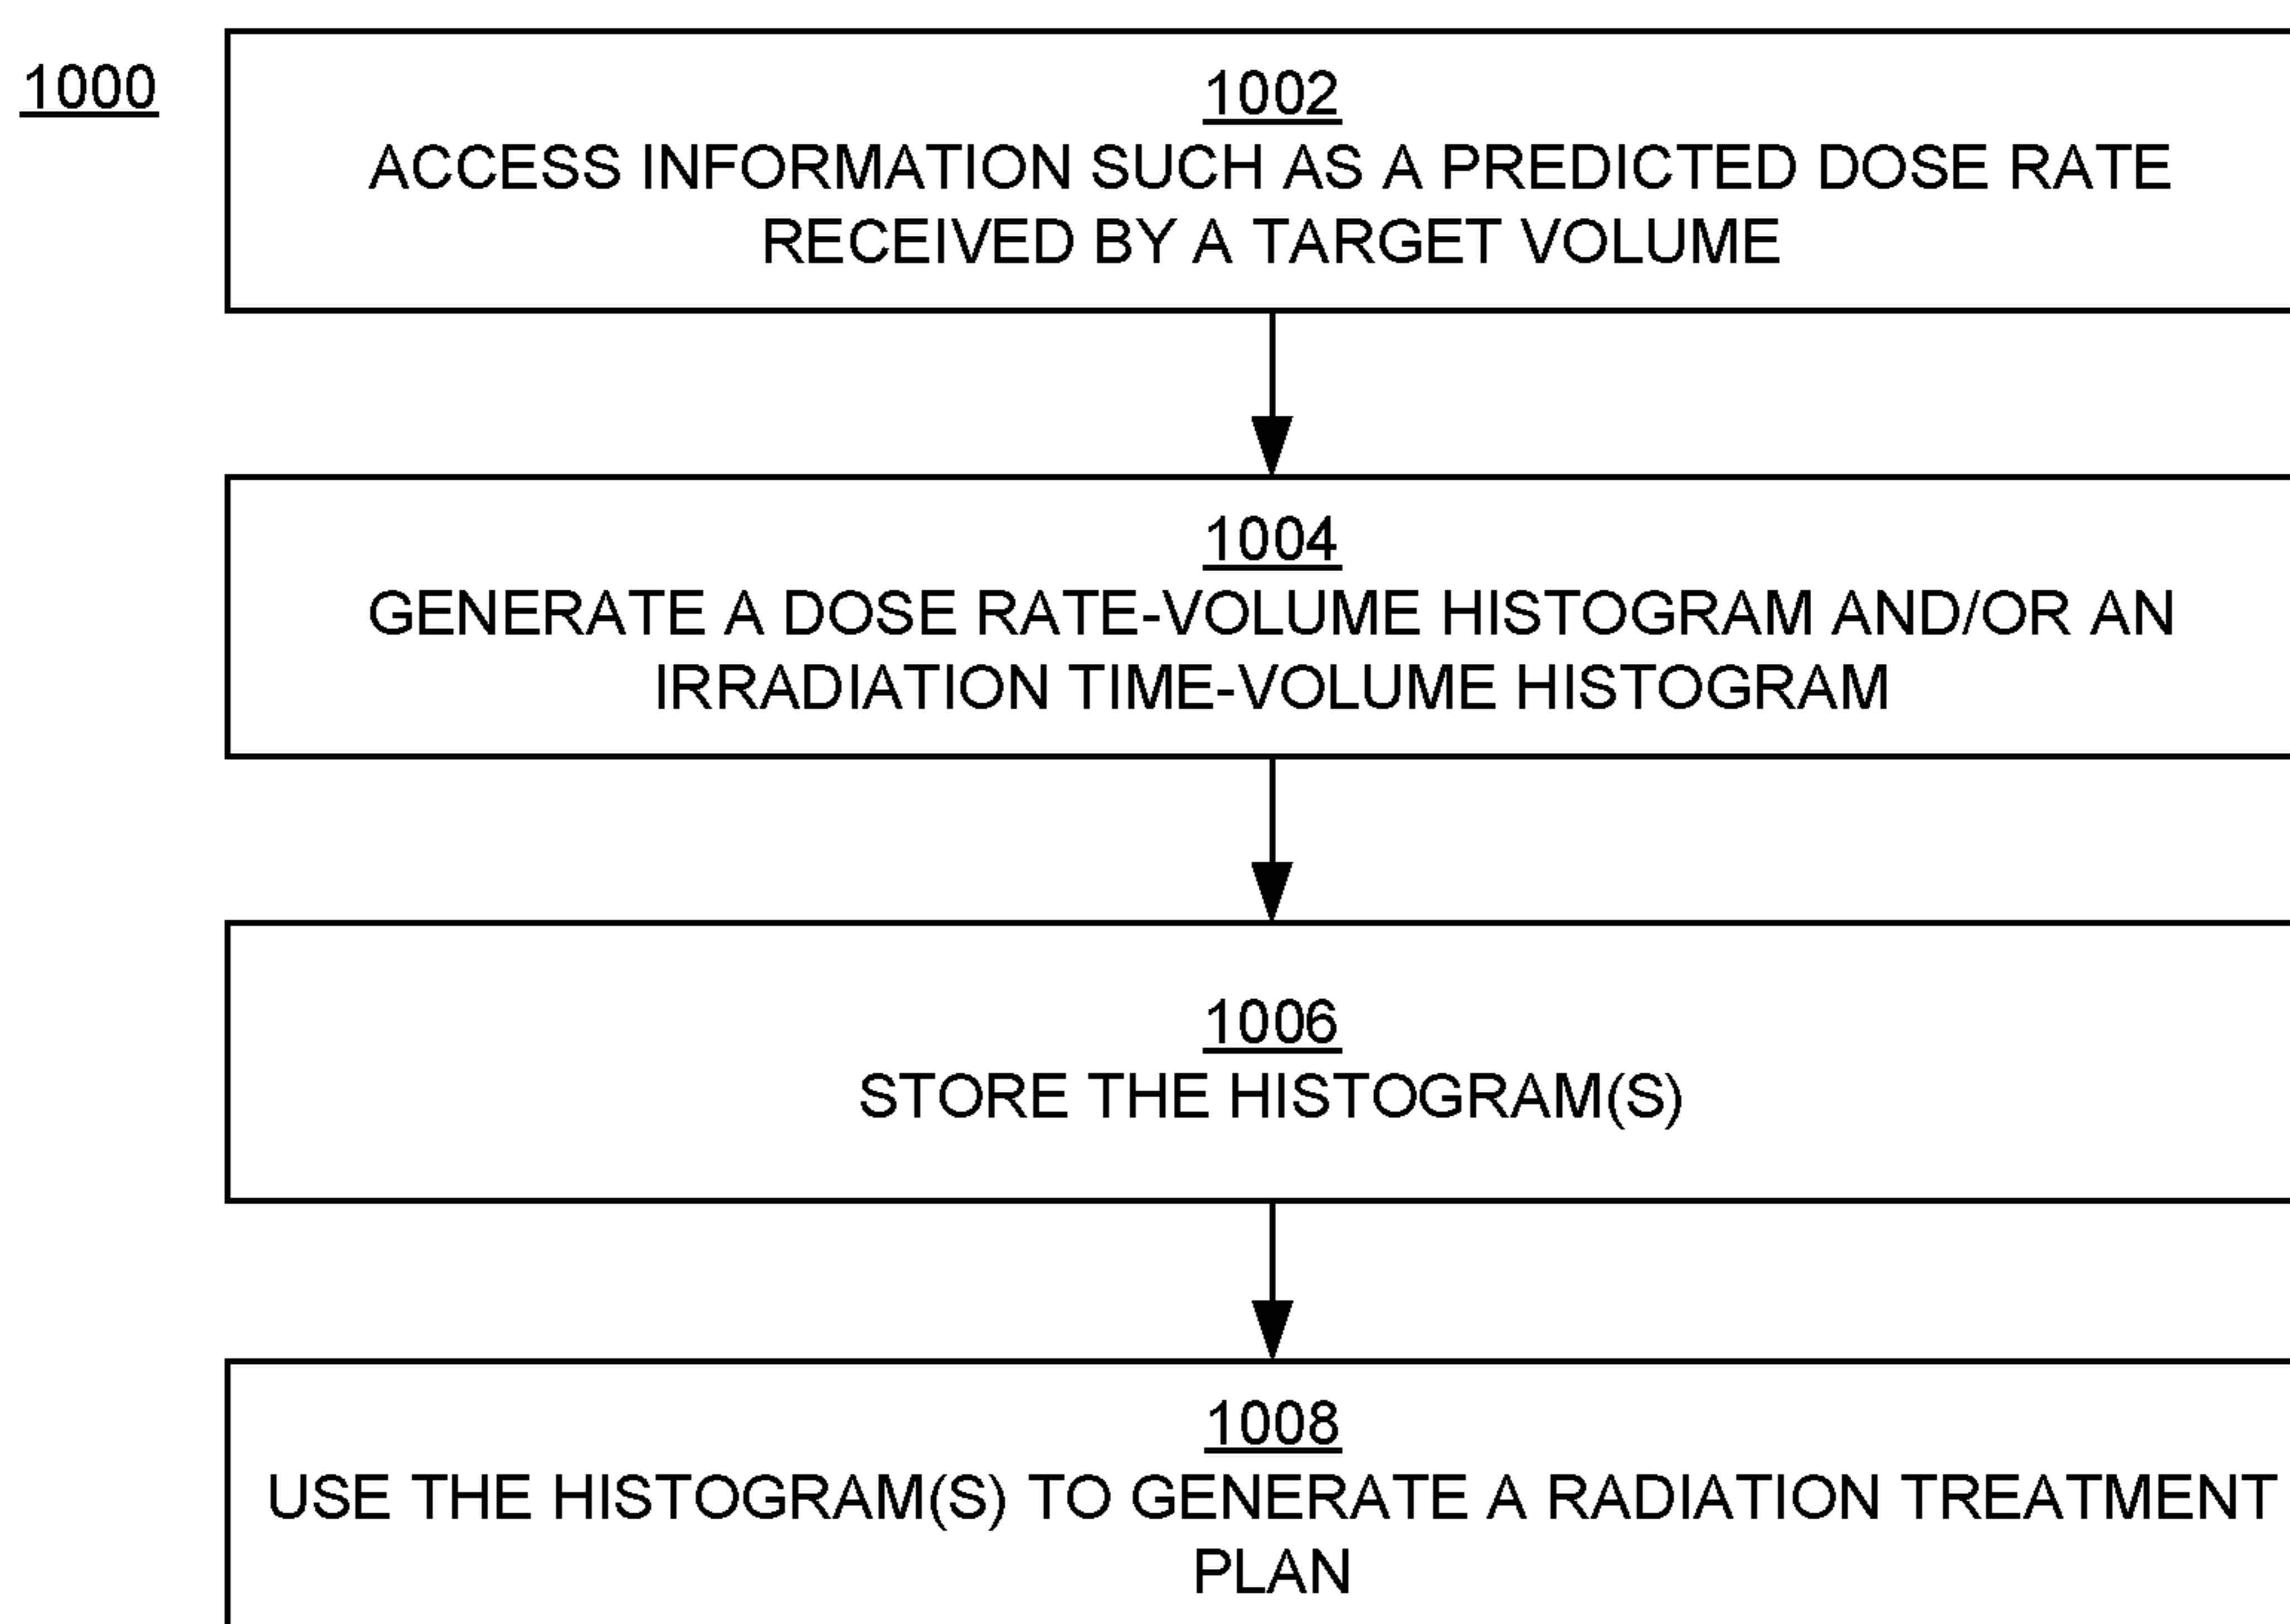 1000
1002
ACCESS INFORMATION SUCH AS A PREDICTED DOSE RATE
RECEIVED BY A TARGET VOLUME
1004
GENERATE A DOSE RATE-VOLUME HISTOGRAM AND/OR AN
IRRADIATION TIME-VOLUME HISTOGRAM
1006
STORE THE HISTOGRAM(S)
1008
USE THE HISTOGRAM(S) TO GENERATE A RADIATION TREATMENT
PLAN